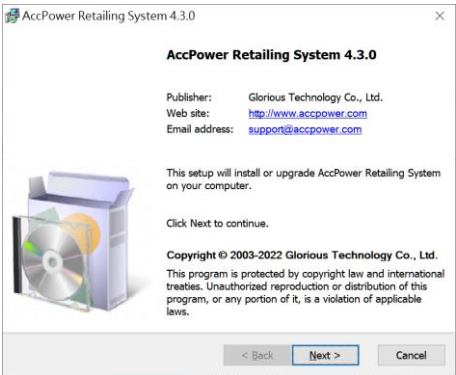 AccPower Retailing System 4.3.0
AccPower Retailing System 4.3.0
Publisher: Glorious Technology Co., Ltd.
Web site: http://www.accpower.com
Email address: support@accpower.com
This setup will install or upgrade AccPower Retailing System
on your computer.
Click Next to continue.
Copyright © 2003-2022 Glorious Technology Co., Ltd.
This program is protected by copyright law and international
treaties. Unauthorized reproduction or distribution of this
program, or any portion of it, is a violation of applicable
laws.
< Back Next > Cancel